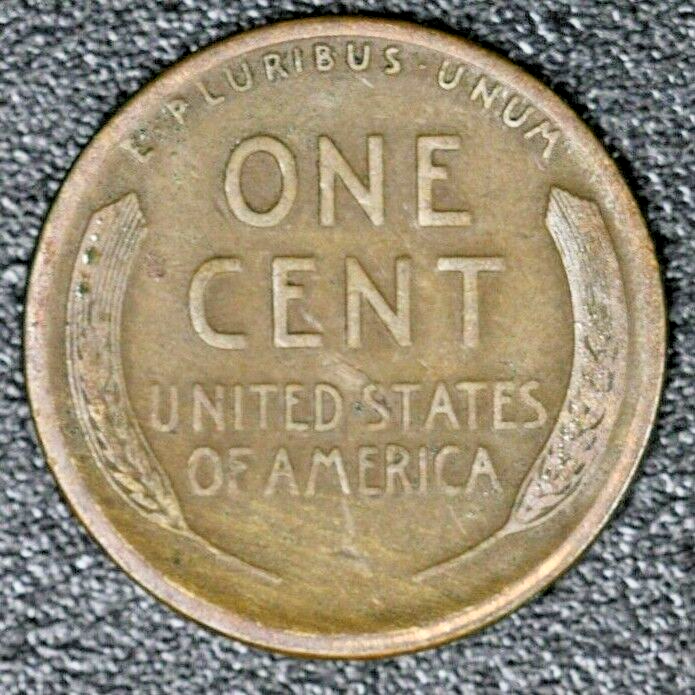 E · PLURIBUS · UNUM
ONE
CENT
UNITED STATES
OF AMERICA